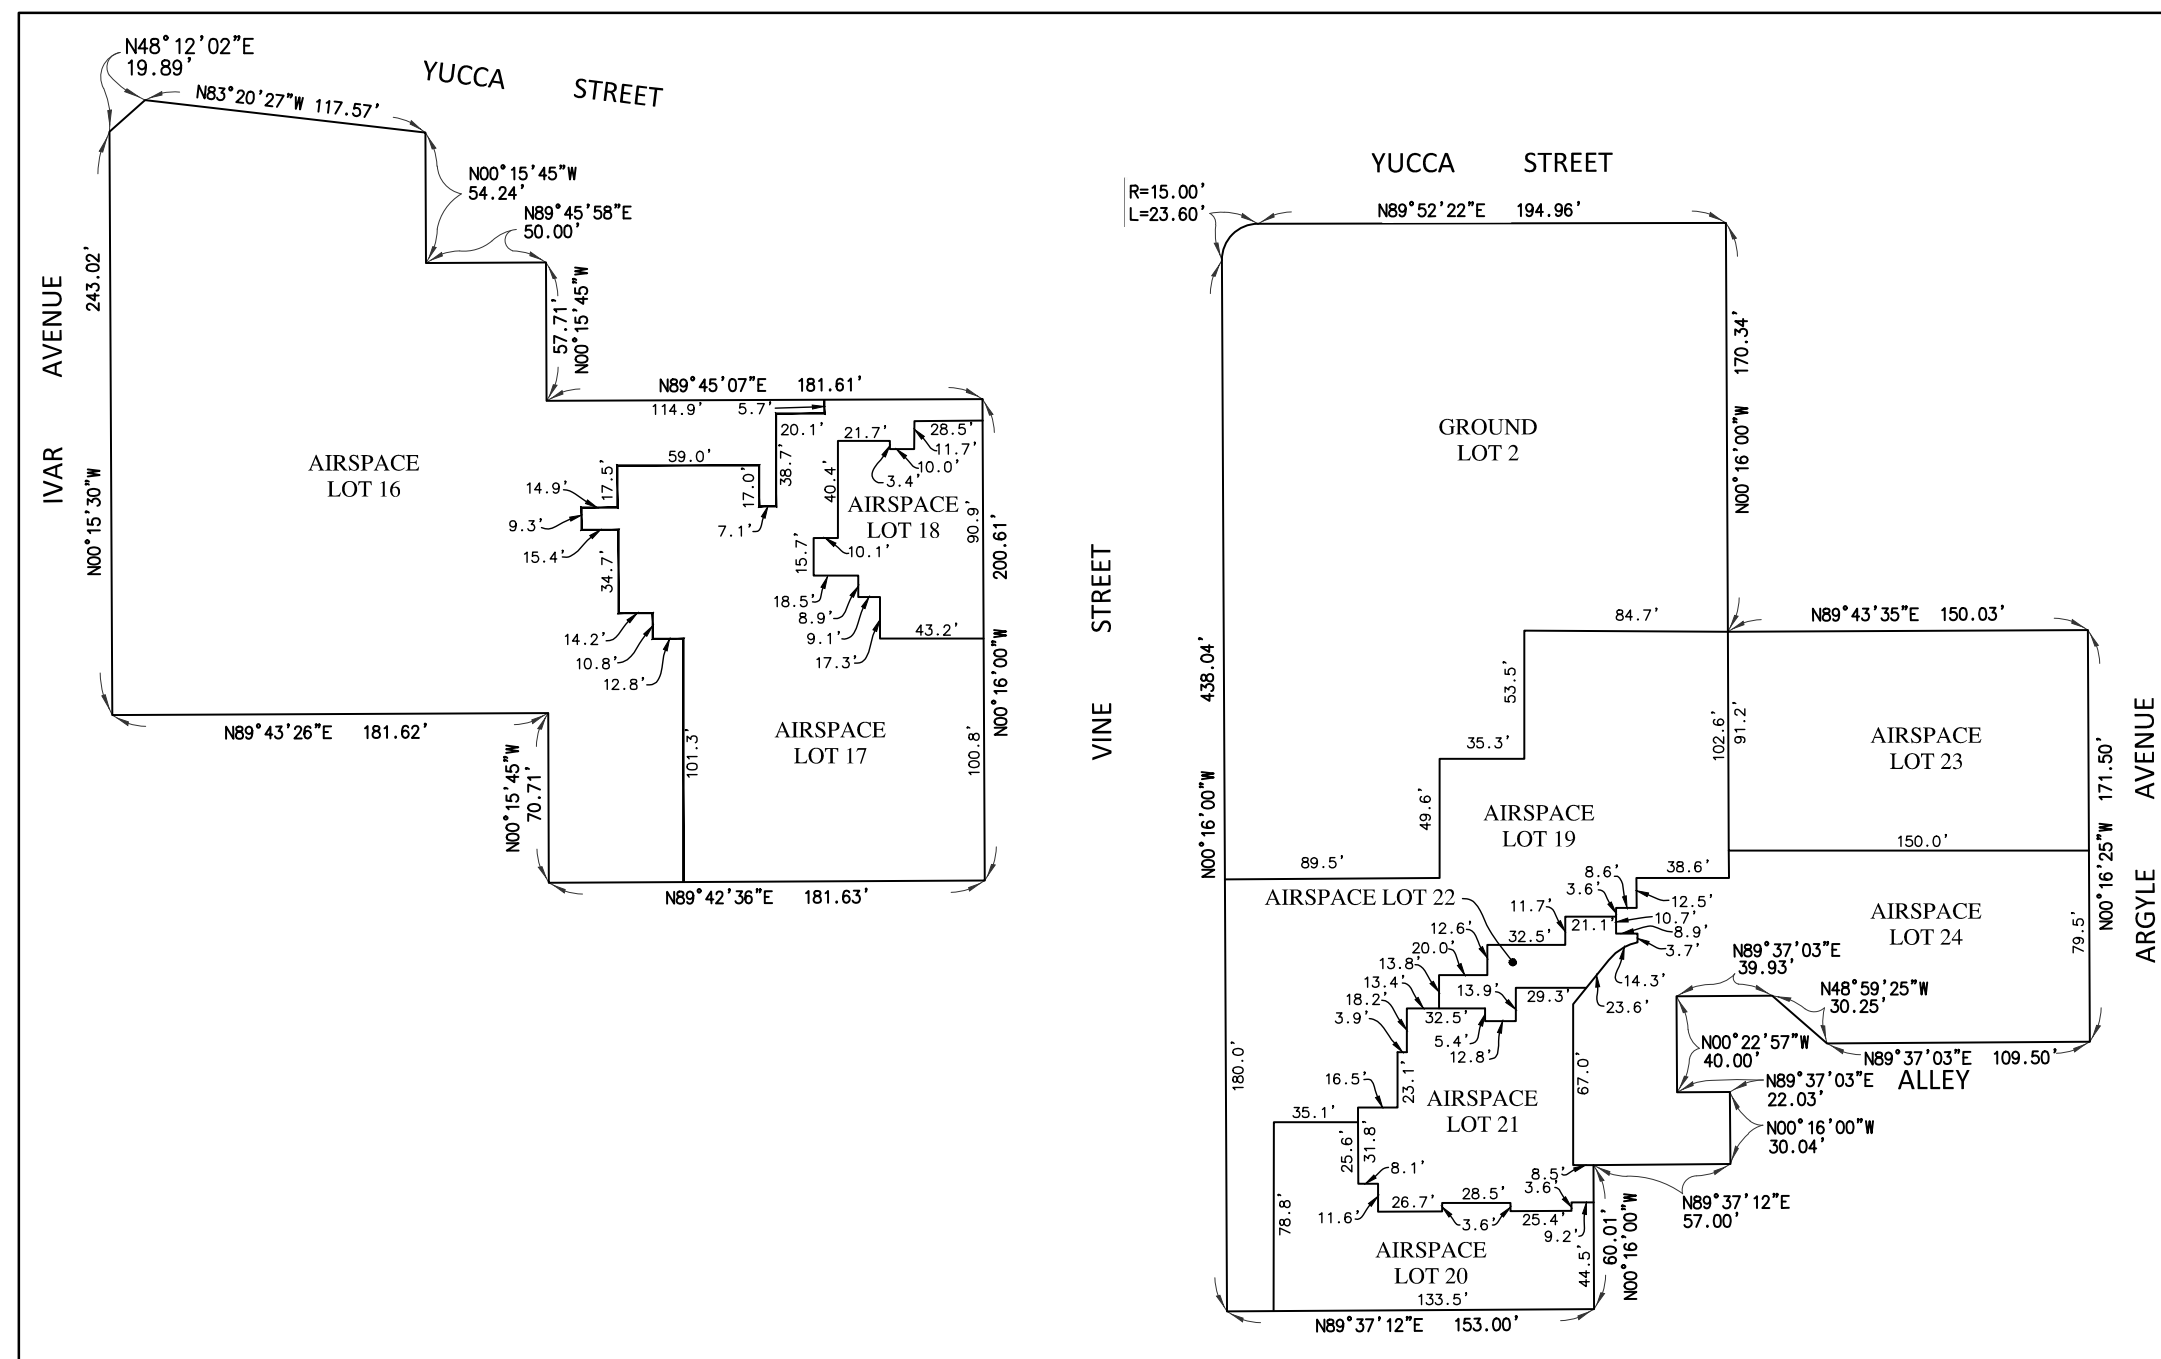 N48°12'02"E
19.89'
N83°20'27"W 117.57'
YUCCA STREET
N00°15'45"W
54.24'
N89°45'58"E
50.00'
IVAR AVENUE
243.02'
N00°15'30"W
57.71'
N00°15'45"W
N89°45'07"E 181.61'
114.9'
5.7'
20.1'
38.7'
21.7'
28.5'
11.7'
10.0'
3.4'
40.4'
59.0'
17.5'
17.0'
7.1'
14.9'
9.3'
15.4'
34.7'
AIRSPACE
LOT 16
AIRSPACE
LOT 18
90.9'
200.61'
15.7'
10.1'
18.5'
8.9'
9.1'
17.3'
43.2'
14.2'
10.8'
12.8'
N00°16'00"W
N89°43'26"E 181.62'
N00°15'45"W
70.71'
101.3'
AIRSPACE
LOT 17
100.8'
N89°42'36"E 181.63'
VINE STREET
YUCCA STREET
R=15.00'
L=23.60'
N89°52'22"E 194.96'
170.34'
N00°16'00"W
GROUND
LOT 2
438.04'
N00°16'00"W
84.7'
N89°43'35"E 150.03'
53.5'
35.3'
49.6'
89.5'
102.6'
91.2'
AIRSPACE
LOT 23
171.50'
N00°16'25"W
ARGYLE AVENUE
AIRSPACE
LOT 19
150.0'
38.6'
8.6'
3.6'
12.5'
10.7'
8.9'
3.7'
AIRSPACE LOT 22
11.7'
21.1'
12.6'
32.5'
20.0'
13.8'
13.4'
13.9'
29.3'
14.3'
23.6'
18.2'
3.9'
32.5'
5.4'
12.8'
AIRSPACE
LOT 24
79.5'
N89°37'03"E
39.93'
N48°59'25"W
30.25'
N00°22'57"W
40.00'
N89°37'03"E 109.50'
ALLEY
N89°37'03"E
22.03'
N00°16'00"W
30.04'
180.0'
16.5'
23.1'
67.0'
AIRSPACE
LOT 21
35.1'
25.6'
31.8'
8.1'
8.5'
3.6'
11.6'
26.7'
28.5'
3.6'
25.4'
9.2'
78.8'
44.5'
60.01'
N00°16'00"W
N89°37'12"E
57.00'
AIRSPACE
LOT 20
133.5'
N89°37'12"E 153.00'